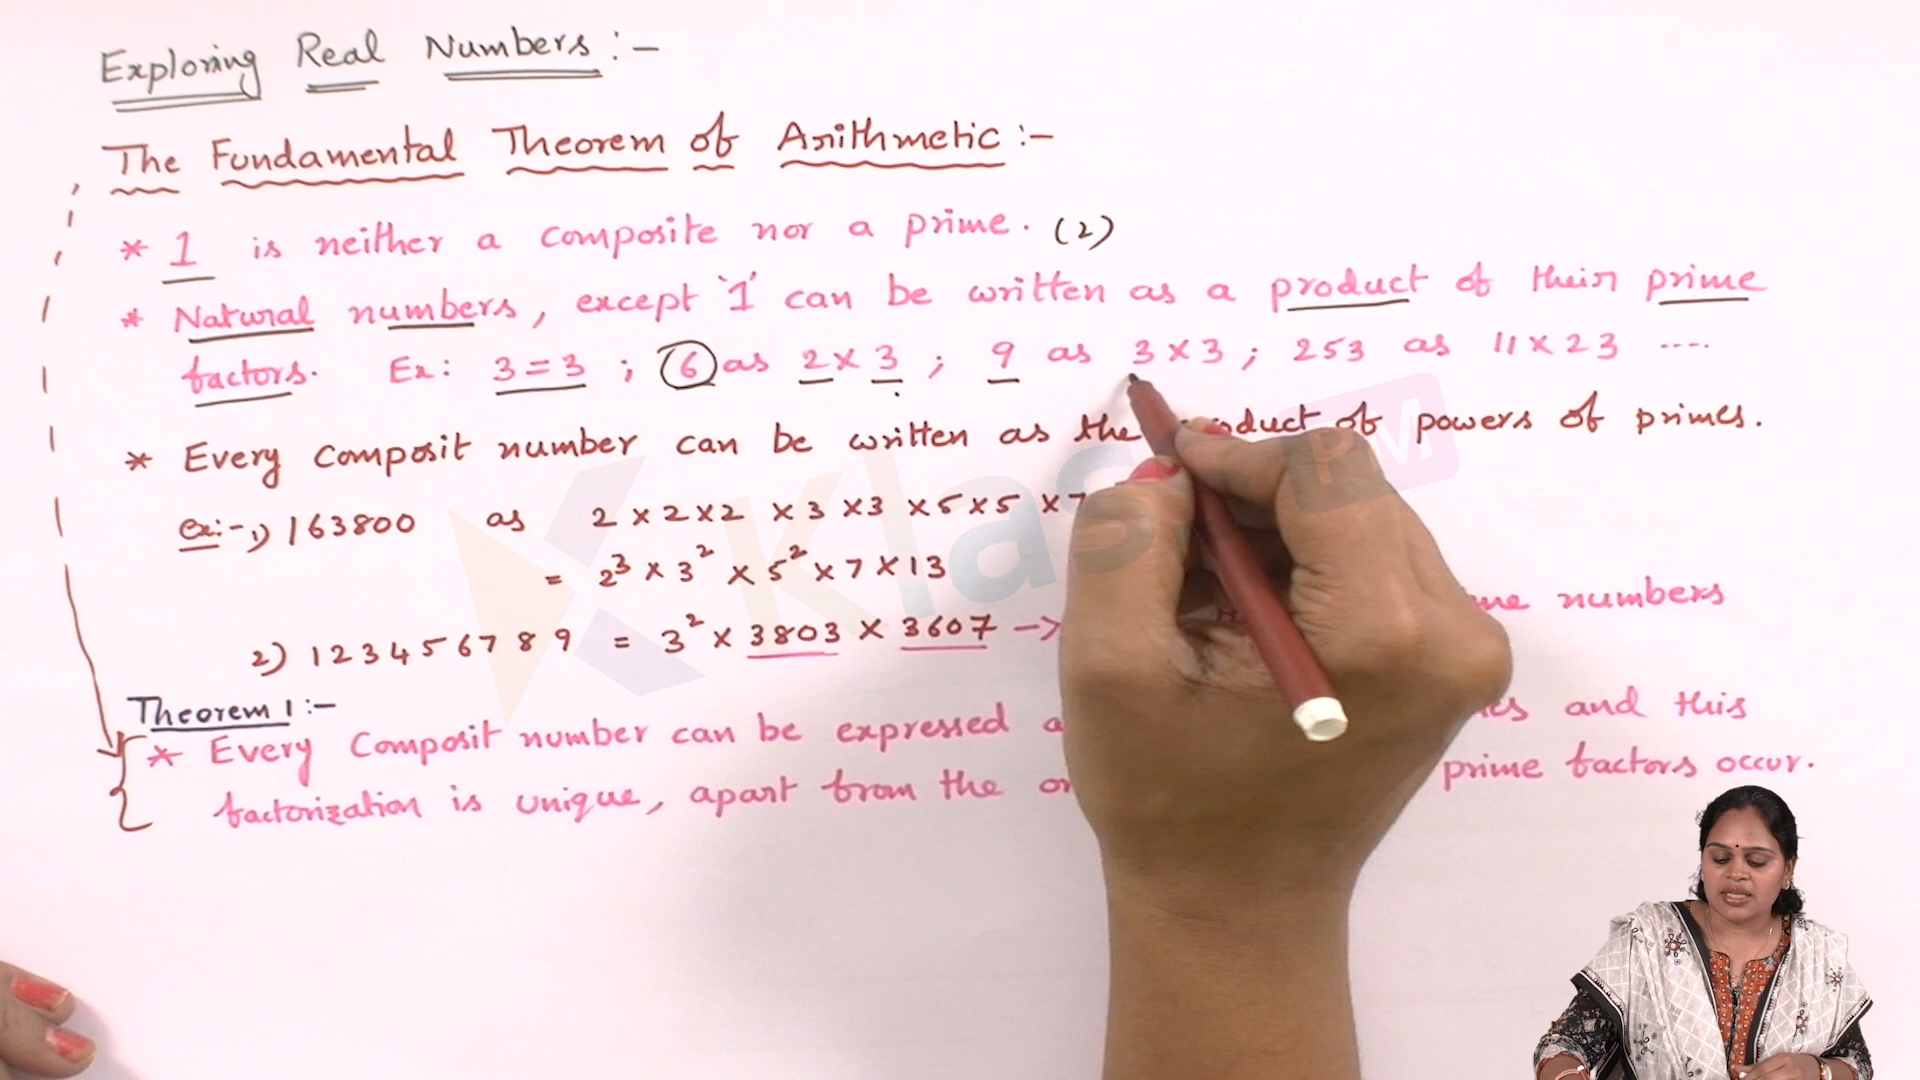 Exploring Real Numbers :-
The Fundamental Theorem of Arithmetic :-
* 1 is neither a composite nor a prime. (2)
* Natural numbers, except '1' can be written as a product of their prime
factors. Ex: 3 = 3 ; 6 as 2 × 3 ; 9 as 3 × 3 ; 253 as 11 × 23 ....
* Every composit number can be written as the product of powers of primes.
ex:- 1) 163800 as 2 × 2 × 2 × 3 × 3 × 5 × 5 × 7
= 2³ × 3² × 5² × 7 × 13
2) 123456789 = 3² × 3803 × 3607 -> numbers
Theorem 1 :-
* Every Composit number can be expressed and this
factorization is unique, apart from the prime factors occur.
Klas
PM